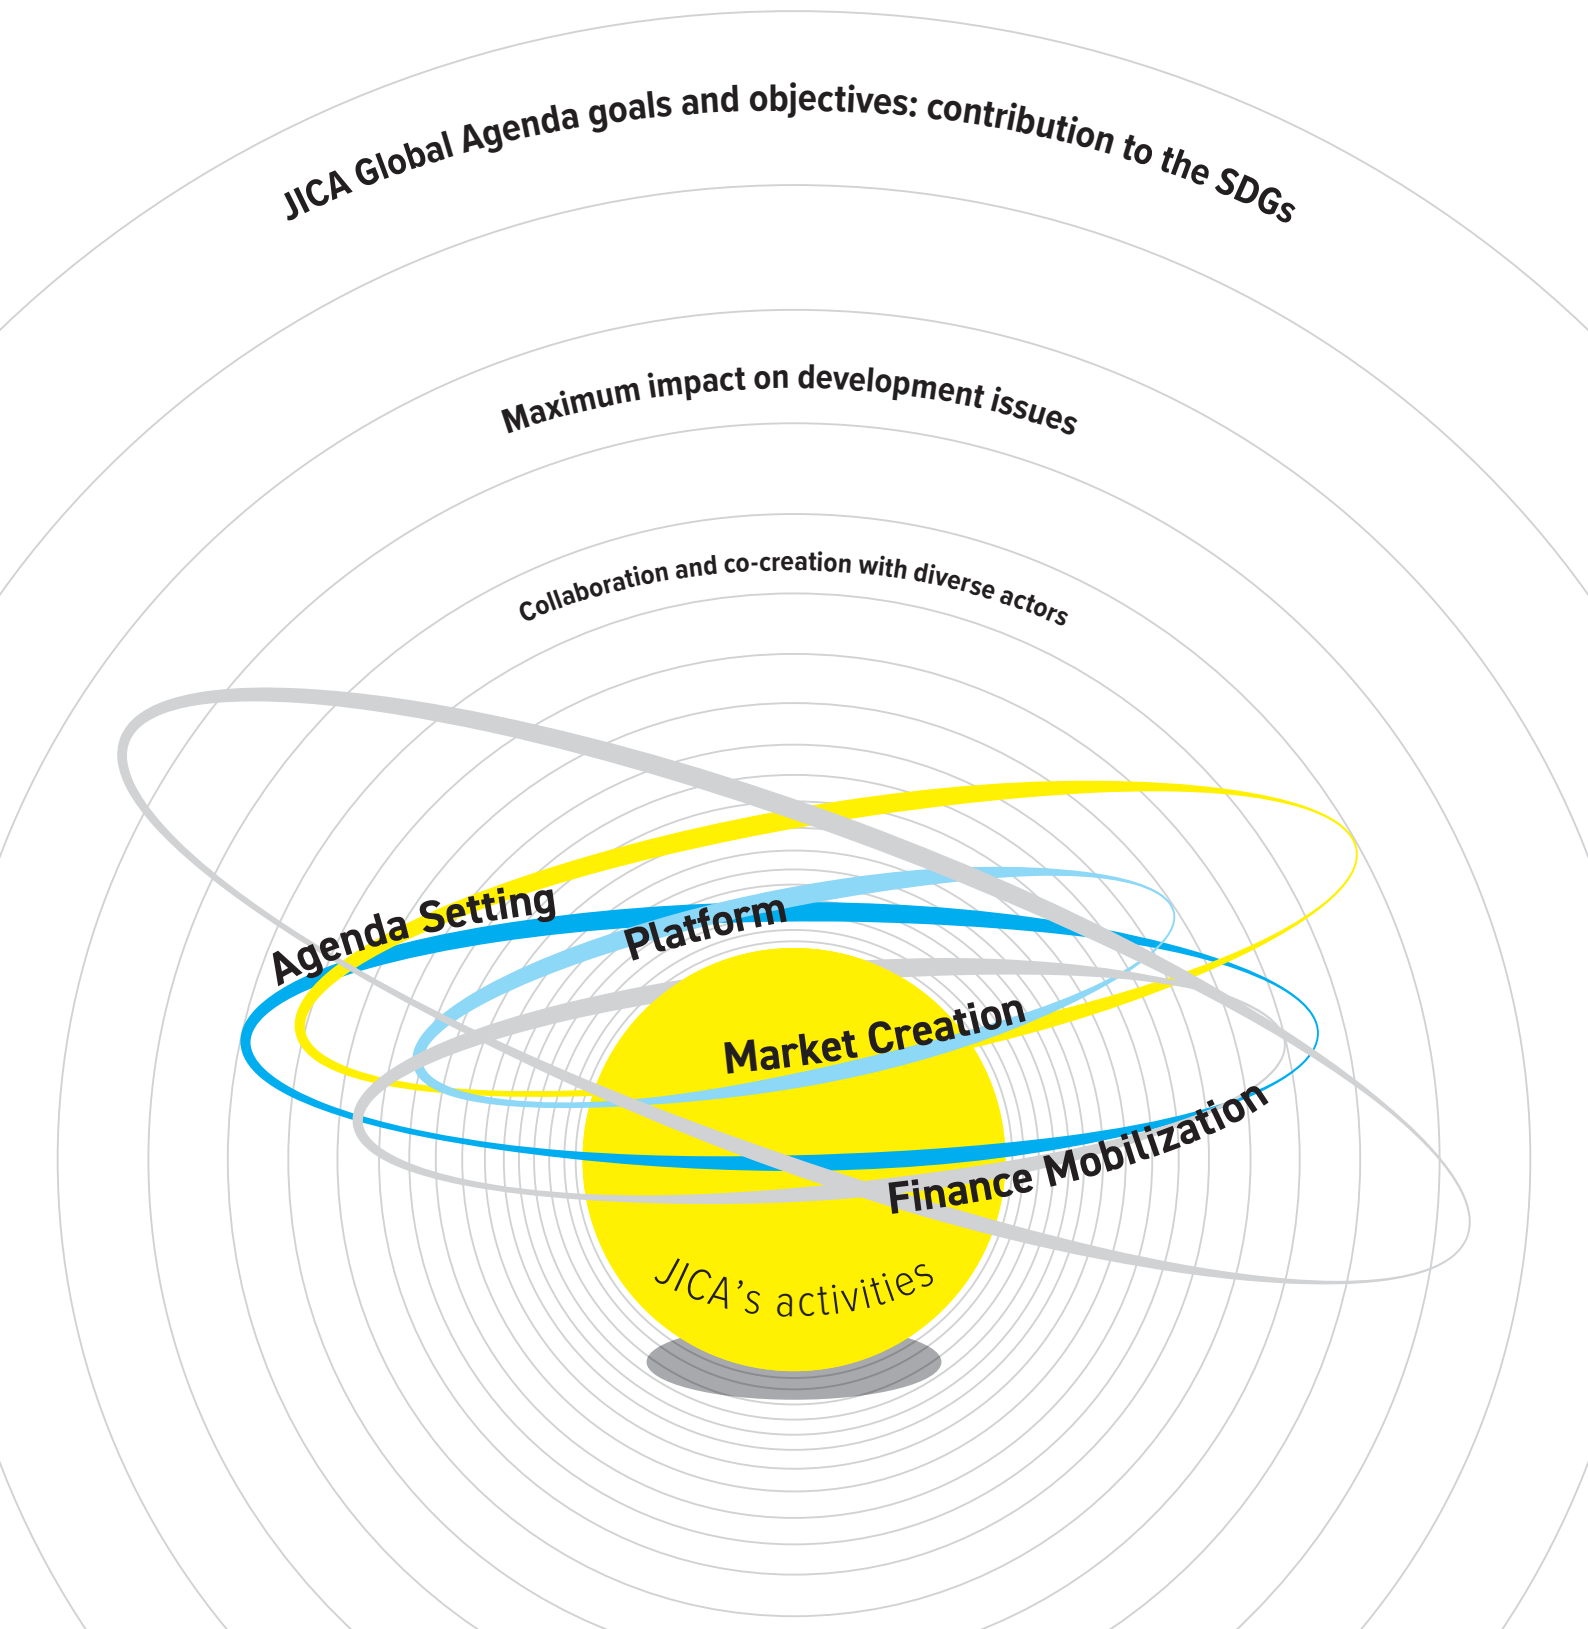 JICA Global Agenda goals and objectives: contribution to the SDGs
Maximum impact on development issues
Collaboration and co-creation with diverse actors
Agenda Setting
Platform
Market Creation
Finance Mobilization
JICA's activities